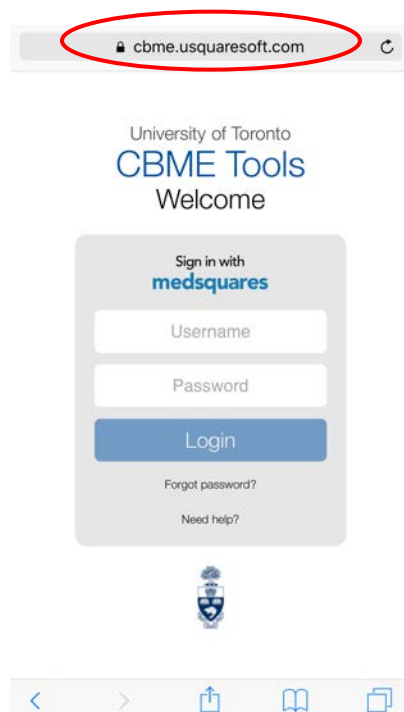 cbme.usquaresoft.com
University of Toronto
CBME Tools
Welcome
Sign in with
medsquares
Username
Password
Login
Forgot password?
Need help?